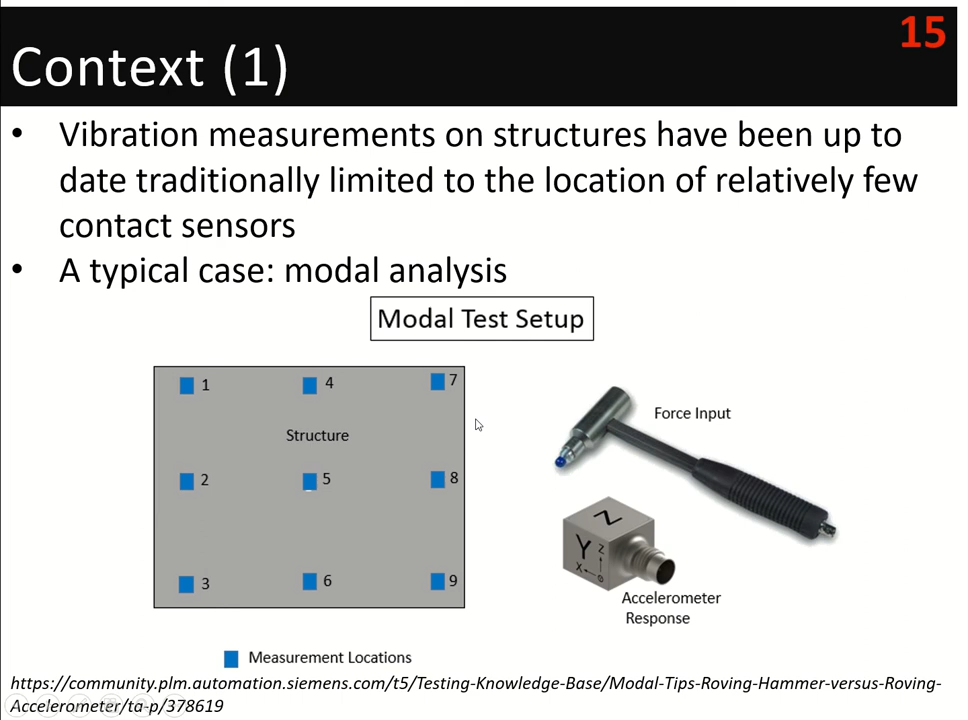 15
Context (1)
• Vibration measurements on structures have been up to
date traditionally limited to the location of relatively few
contact sensors
• A typical case: modal analysis
Modal Test Setup
1 4 7
Structure
2 5 8
3 6 9
Measurement Locations
Force Input
Z
Y Z
X
Accelerometer
Response
https://community.plm.automation.siemens.com/t5/Testing-Knowledge-Base/Modal-Tips-Roving-Hammer-versus-Roving-
Accelerometer/ta-p/378619